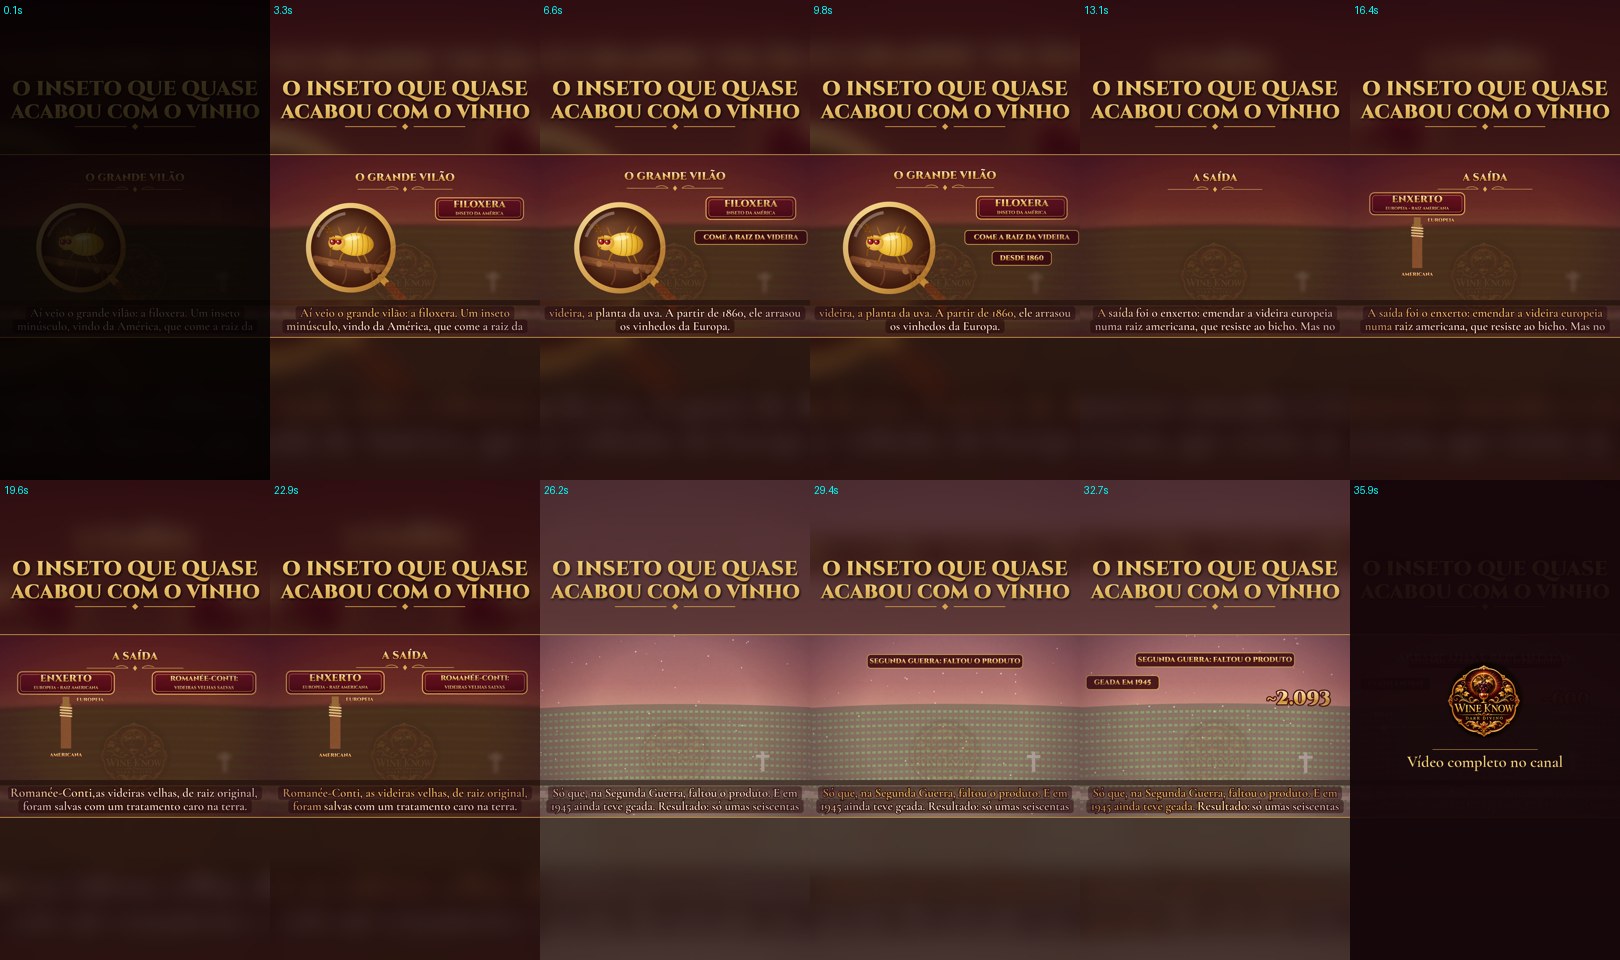 0.1s
O INSETO QUE QUASE
ACABOU COM O VINHO
O GRANDE VILÃO
Aí veio o grande vilão: a filoxera. Um inseto
minúsculo, vindo da América, que come a raiz da
3.3s
O INSETO QUE QUASE
ACABOU COM O VINHO
O GRANDE VILÃO
FILOXERA
INSETO DA AMÉRICA
Aí veio o grande vilão: a filoxera. Um inseto
minúsculo, vindo da América, que come a raiz da
6.6s
O INSETO QUE QUASE
ACABOU COM O VINHO
O GRANDE VILÃO
FILOXERA
INSETO DA AMÉRICA
COME A RAIZ DA VIDEIRA
videira, a planta da uva. A partir de 1860, ele arrasou
os vinhedos da Europa.
9.8s
O INSETO QUE QUASE
ACABOU COM O VINHO
O GRANDE VILÃO
FILOXERA
INSETO DA AMÉRICA
COME A RAIZ DA VIDEIRA
DESDE 1860
videira, a planta da uva. A partir de 1860, ele arrasou
os vinhedos da Europa.
13.1s
O INSETO QUE QUASE
ACABOU COM O VINHO
A SAÍDA
A saída foi o enxerto: emendar a videira europeia
numa raiz americana, que resiste ao bicho. Mas no
16.4s
O INSETO QUE QUASE
ACABOU COM O VINHO
A SAÍDA
ENXERTO
EUROPEIA + RAIZ AMERICANA
EUROPEIA
AMERICANA
A saída foi o enxerto: emendar a videira europeia
numa raiz americana, que resiste ao bicho. Mas no
19.6s
O INSETO QUE QUASE
ACABOU COM O VINHO
A SAÍDA
ENXERTO
EUROPEIA + RAIZ AMERICANA
ROMANÉE-CONTI:
VIDEIRAS VELHAS SALVAS
EUROPEIA
AMERICANA
WINE KNOW
Romanée-Conti,as videiras velhas, de raiz original,
foram salvas com um tratamento caro na terra.
22.9s
O INSETO QUE QUASE
ACABOU COM O VINHO
A SAÍDA
ENXERTO
EUROPEIA + RAIZ AMERICANA
ROMANÉE-CONTI:
VIDEIRAS VELHAS SALVAS
EUROPEIA
AMERICANA
WINE KNOW
Romanée-Conti, as videiras velhas, de raiz original,
foram salvas com um tratamento caro na terra.
26.2s
O INSETO QUE QUASE
ACABOU COM O VINHO
Só que, na Segunda Guerra, faltou o produto. E em
1945 ainda teve geada. Resultado: só umas seiscentas
29.4s
O INSETO QUE QUASE
ACABOU COM O VINHO
SEGUNDA GUERRA: FALTOU O PRODUTO
Só que, na Segunda Guerra, faltou o produto. E em
1945 ainda teve geada. Resultado: só umas seiscentas
32.7s
O INSETO QUE QUASE
ACABOU COM O VINHO
SEGUNDA GUERRA: FALTOU O PRODUTO
GEADA EM 1945
~2.093
Só que, na Segunda Guerra, faltou o produto. E em
1945 ainda teve geada. Resultado: só umas seiscentas
35.9s
O INSETO QUE QUASE
ACABOU COM O VINHO
WINE KNOW
DARK DIVINO
Vídeo completo no canal